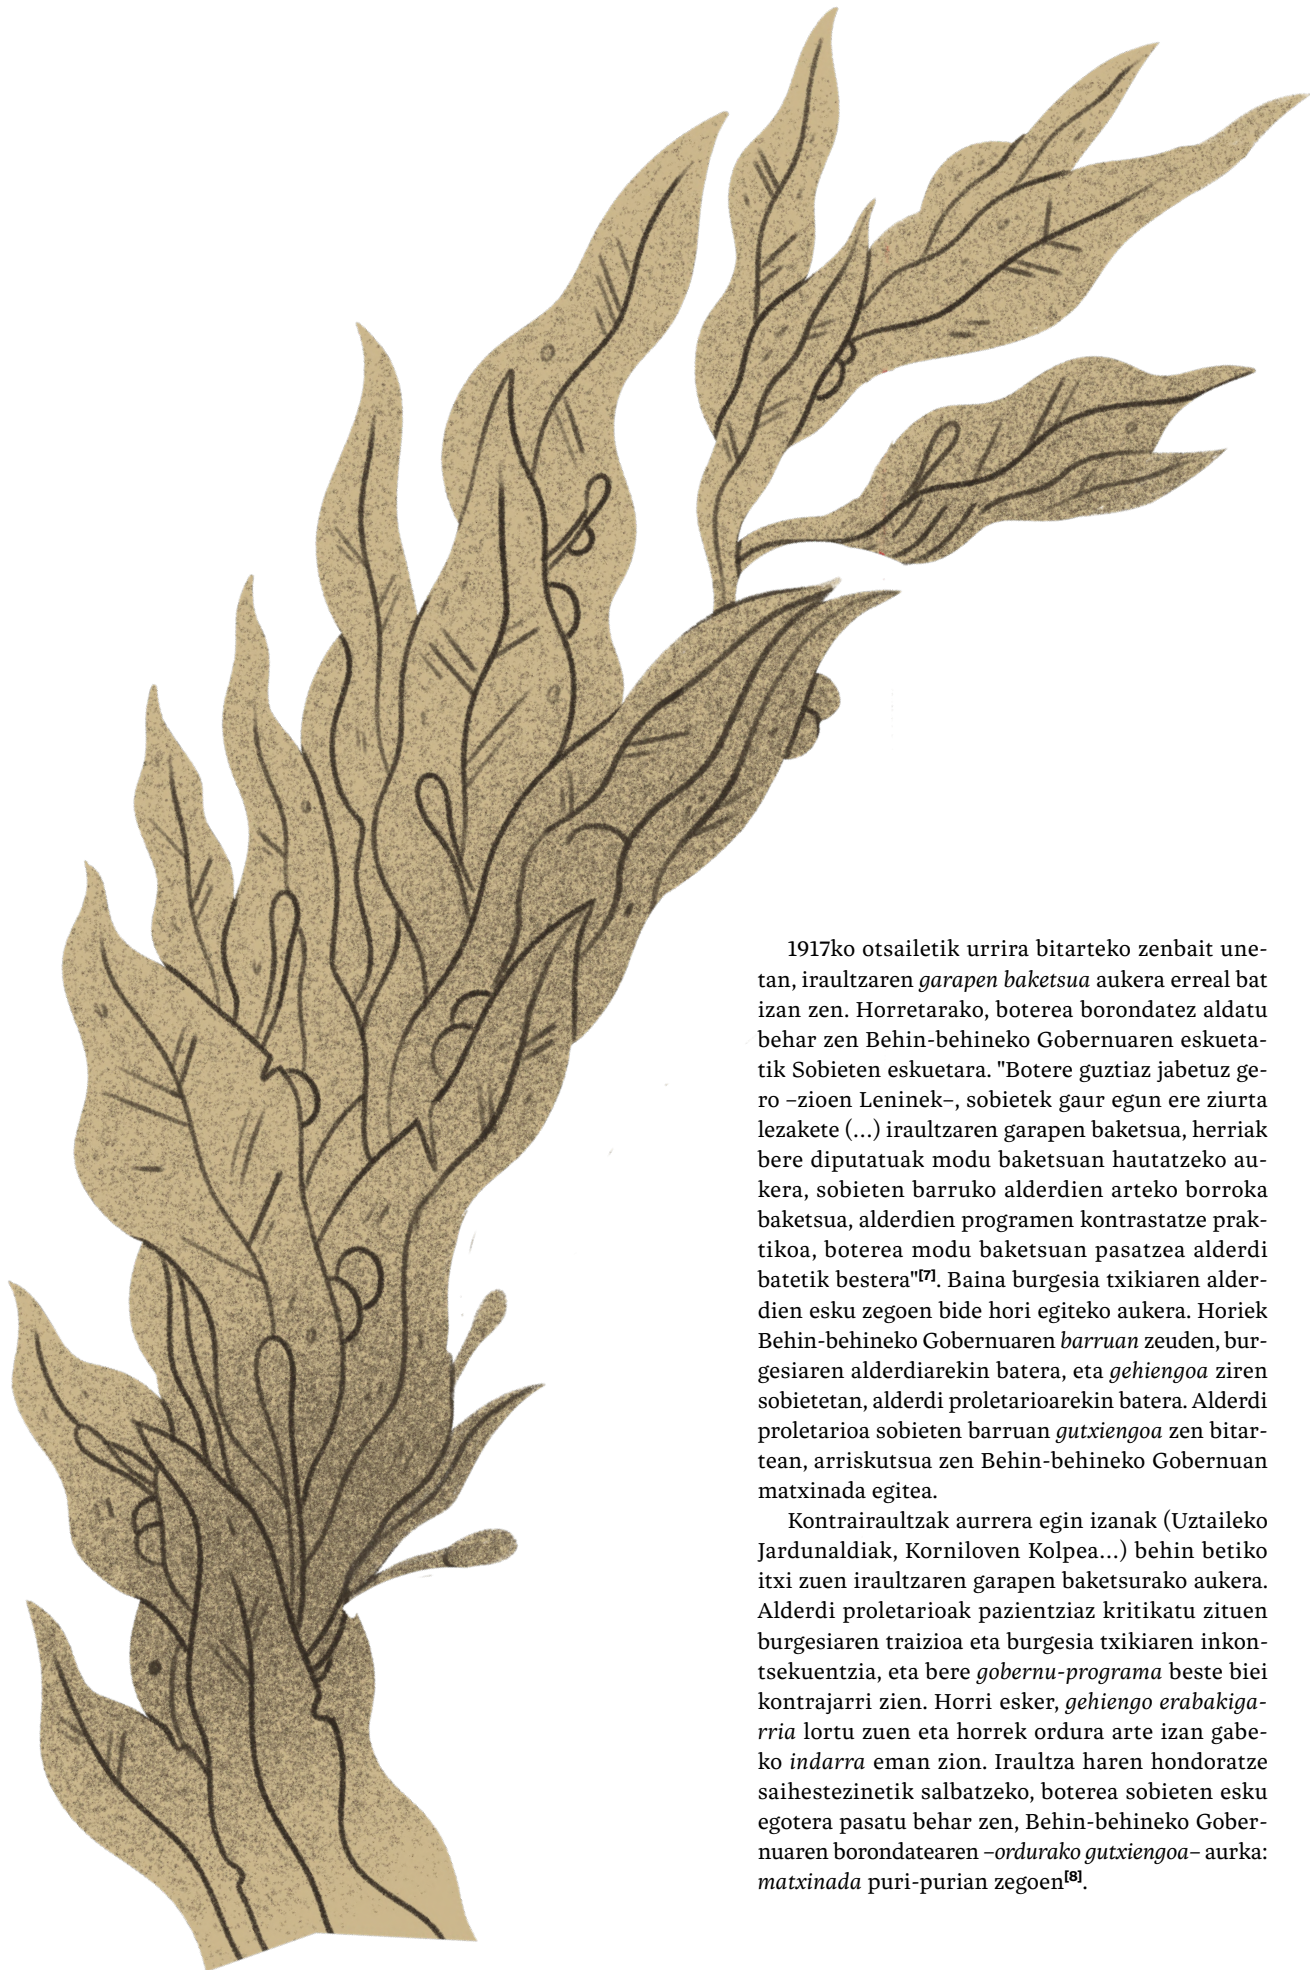 1917ko otsailetik urrira bitarteko zenbait une-
tan, iraultzaren garapen baketsua aukera erreal bat
izan zen. Horretarako, boterea borondatez aldatu
behar zen Behin-behineko Gobernuaren eskueta-
tik Sobieten eskuetara. "Botere guztiaz jabetuz ge-
ro –zioen Leninek–, sobietek gaur egun ere ziurta
lezakete (…) iraultzaren garapen baketsua, herriak
bere diputatuak modu baketsuan hautatzeko au-
kera, sobieten barruko alderdien arteko borroka
baketsua, alderdien programen kontrastatze prak-
tikoa, boterea modu baketsuan pasatzea alderdi
batetik bestera"[7]. Baina burgesia txikiaren alder-
dien esku zegoen bide hori egiteko aukera. Horiek
Behin-behineko Gobernuaren barruan zeuden, bur-
gesiaren alderdiarekin batera, eta gehiengoa ziren
sobietetan, alderdi proletarioarekin batera. Alderdi
proletarioa sobieten barruan gutxiengoa zen bitar-
tean, arriskutsua zen Behin-behineko Gobernuan
matxinada egitea.
Kontrairaultzak aurrera egin izanak (Uztaileko
Jardunaldiak, Korniloven Kolpea…) behin betiko
itxi zuen iraultzaren garapen baketsurako aukera.
Alderdi proletarioak pazientziaz kritikatu zituen
burgesiaren traizioa eta burgesia txikiaren inkon-
tsekuentzia, eta bere gobernu-programa beste biei
kontrajarri zien. Horri esker, gehiengo erabakiga-
rria lortu zuen eta horrek ordura arte izan gabe-
ko indarra eman zion. Iraultza haren hondoratze
saihestezinetik salbatzeko, boterea sobieten esku
egotera pasatu behar zen, Behin-behineko Gober-
nuaren borondatearen –ordurako gutxiengoa– aurka:
matxinada puri-purian zegoen[8].